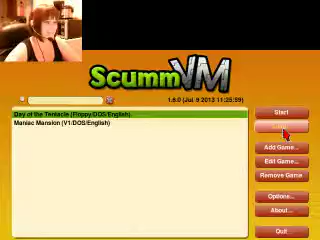 ScummVM
1.6.0 (Jul 9 2013 11:25:59)
Day of the Tentacle (Floppy/DOS/English)
Maniac Mansion (V1/DOS/English)
Start
Add Game...
Edit Game...
Remove Game
Options...
About...
Quit